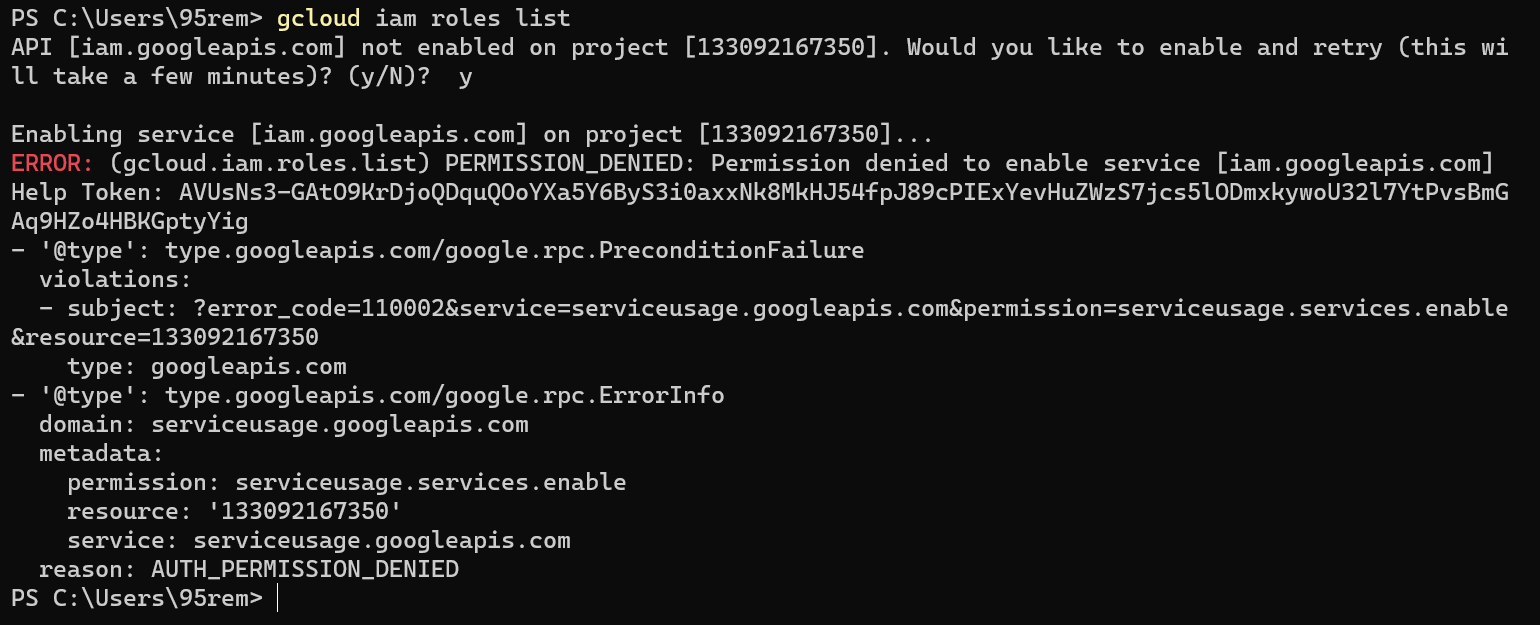 PS C:\Users\95rem> gcloud iam roles list
API [iam.googleapis.com] not enabled on project [133092167350]. Would you like to enable and retry (this wi
ll take a few minutes)? (y/N)?  y
Enabling service [iam.googleapis.com] on project [133092167350]...
ERROR: (gcloud.iam.roles.list) PERMISSION_DENIED: Permission denied to enable service [iam.googleapis.com]
Help Token: AVUsNs3-GAtO9KrDjoQDquQOoYXa5Y6ByS3i0axxNk8MkHJ54fpJ89cPIExYevHuZWzS7jcs5lODmxkywoU32l7YtPvsBmG
Aq9HZo4HBKGptyYig
- '@type': type.googleapis.com/google.rpc.PreconditionFailure
  violations:
  - subject: ?error_code=110002&service=serviceusage.googleapis.com&permission=serviceusage.services.enable
&resource=133092167350
    type: googleapis.com
- '@type': type.googleapis.com/google.rpc.ErrorInfo
  domain: serviceusage.googleapis.com
  metadata:
    permission: serviceusage.services.enable
    resource: '133092167350'
    service: serviceusage.googleapis.com
  reason: AUTH_PERMISSION_DENIED
PS C:\Users\95rem>